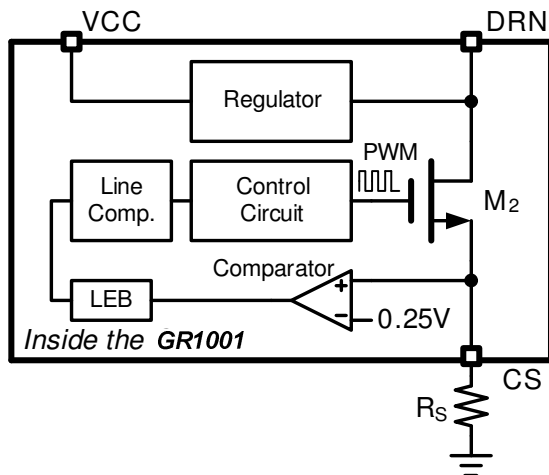 VCC
DRN
Regulator
PWM
Line
Comp.
Control
Circuit
M2
Comparator
LEB
+
−
0.25V
Inside the GR1001
CS
RS